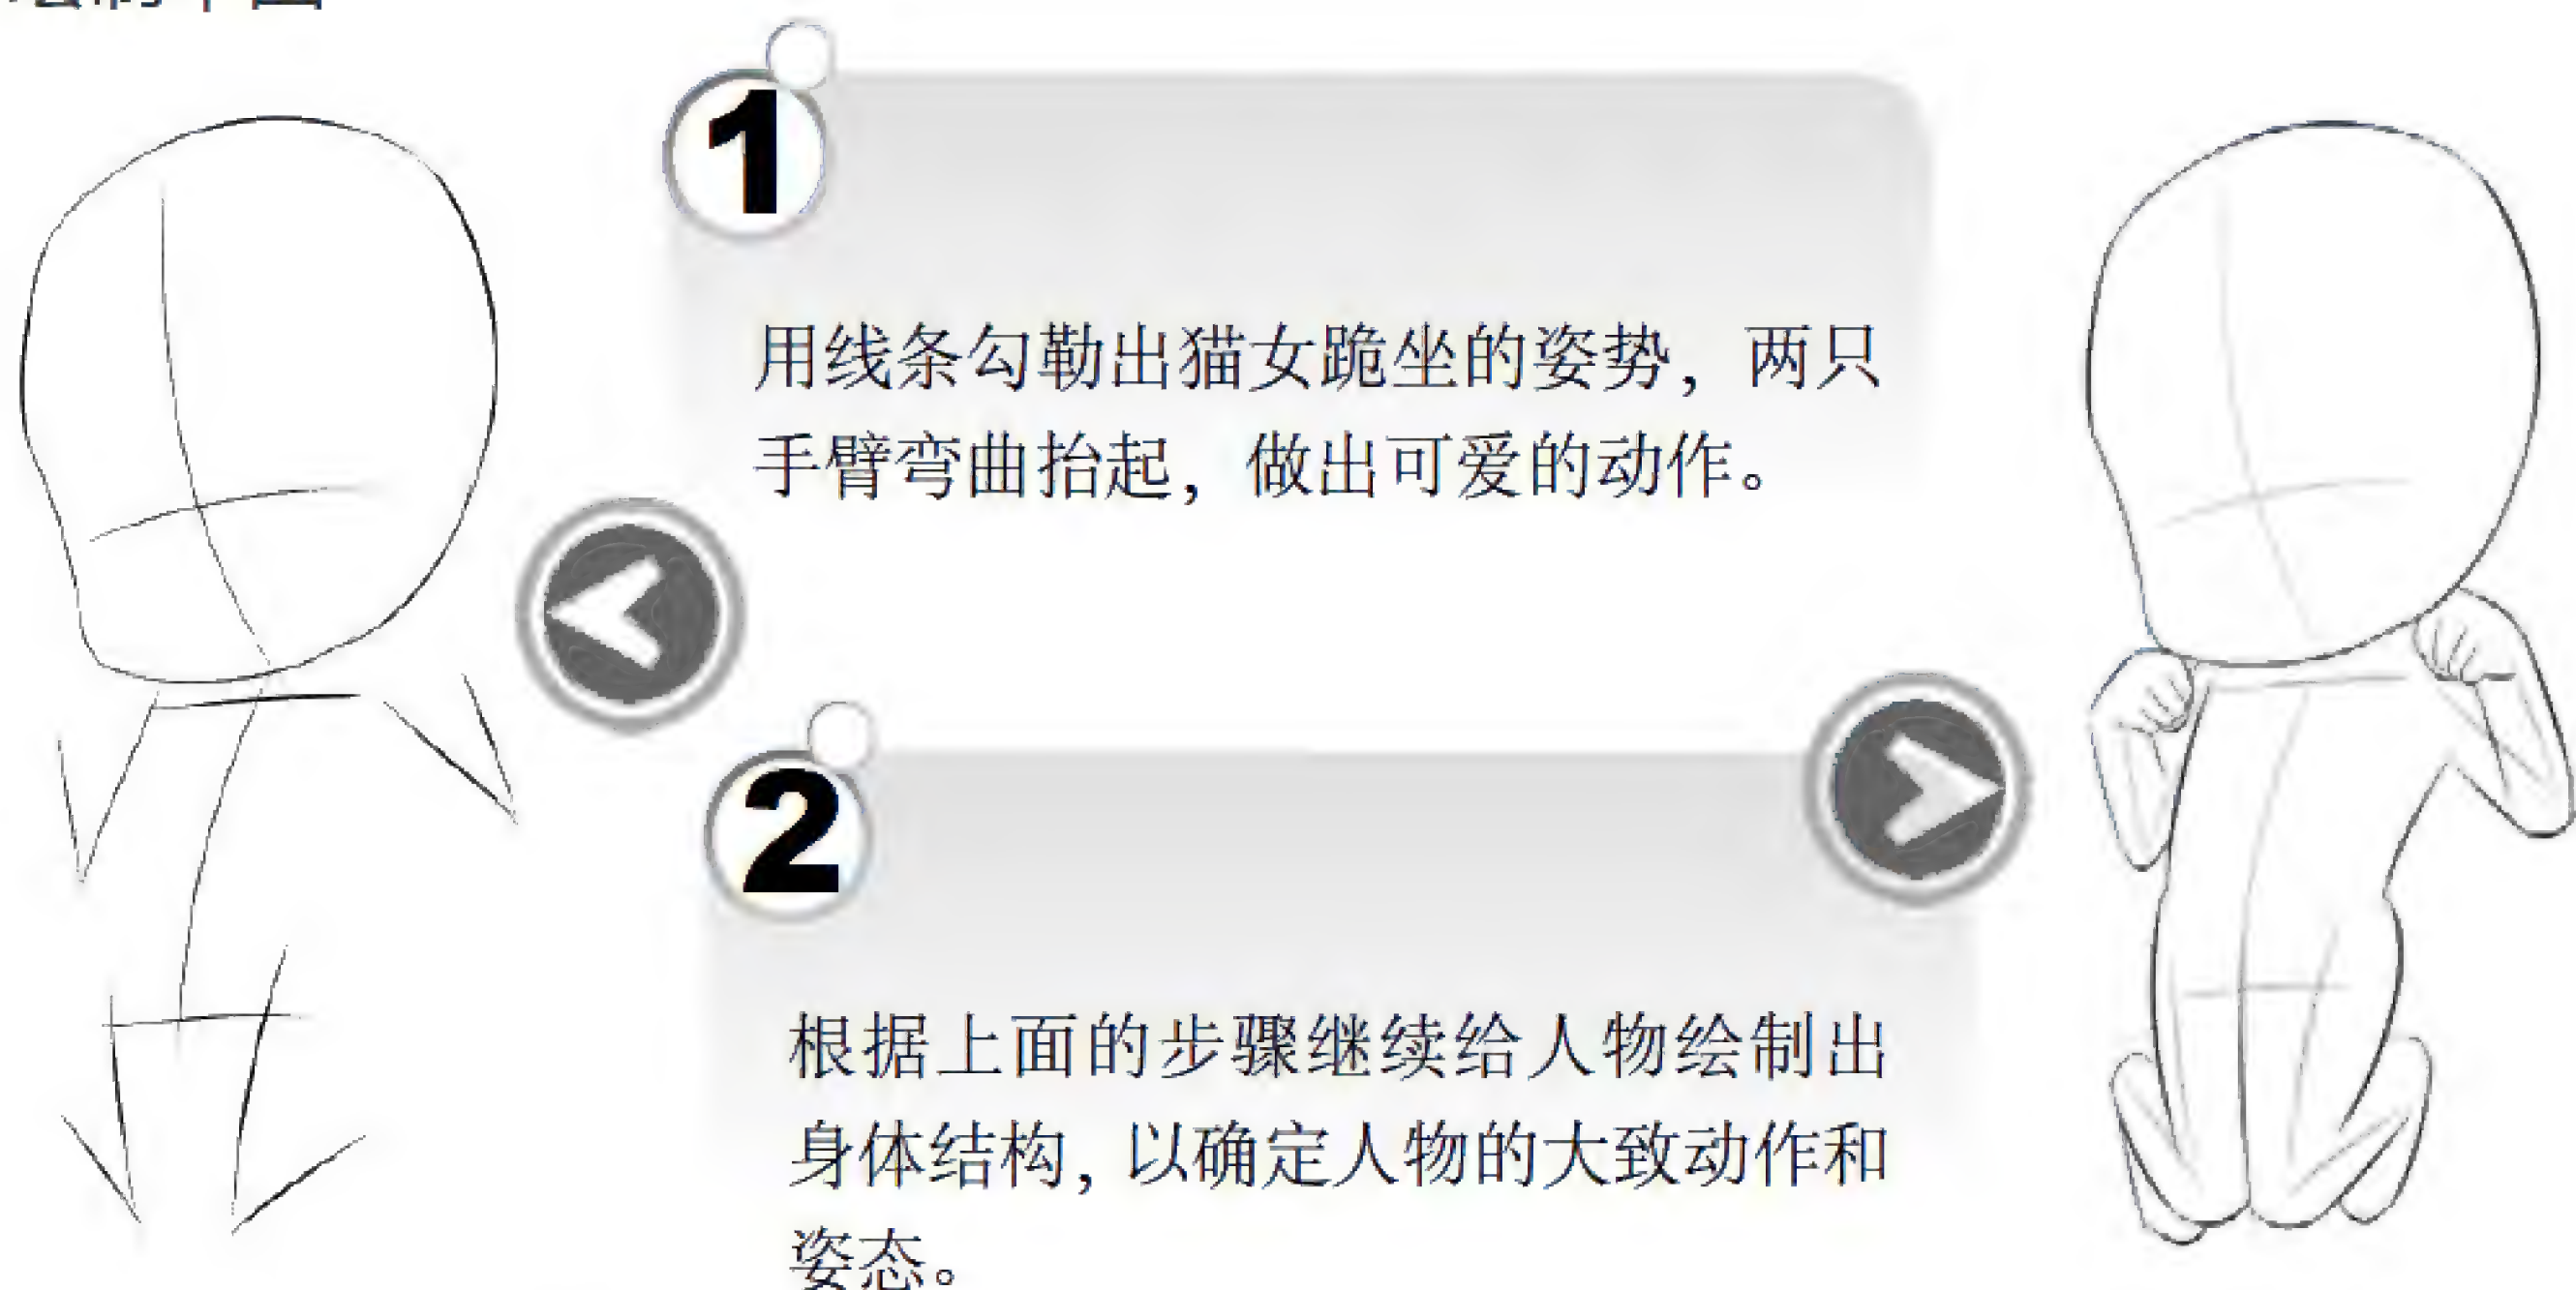 1
用线条勾勒出猫女跪坐的姿势，两只
手臂弯曲抬起，做出可爱的动作。
2
根据上面的步骤继续给人物绘制出
身体结构，以确定人物的大致动作和
姿态。